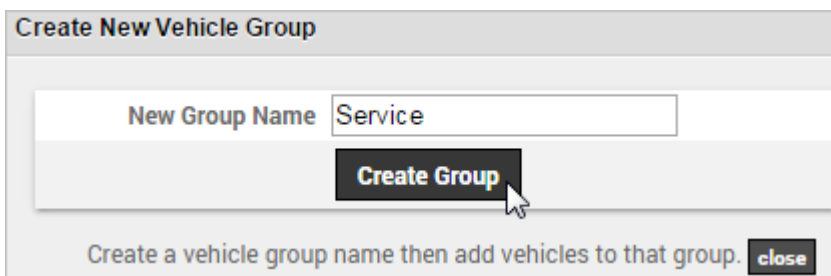 Create New Vehicle Group
New Group Name Service
Create Group
Create a vehicle group name then add vehicles to that group. close